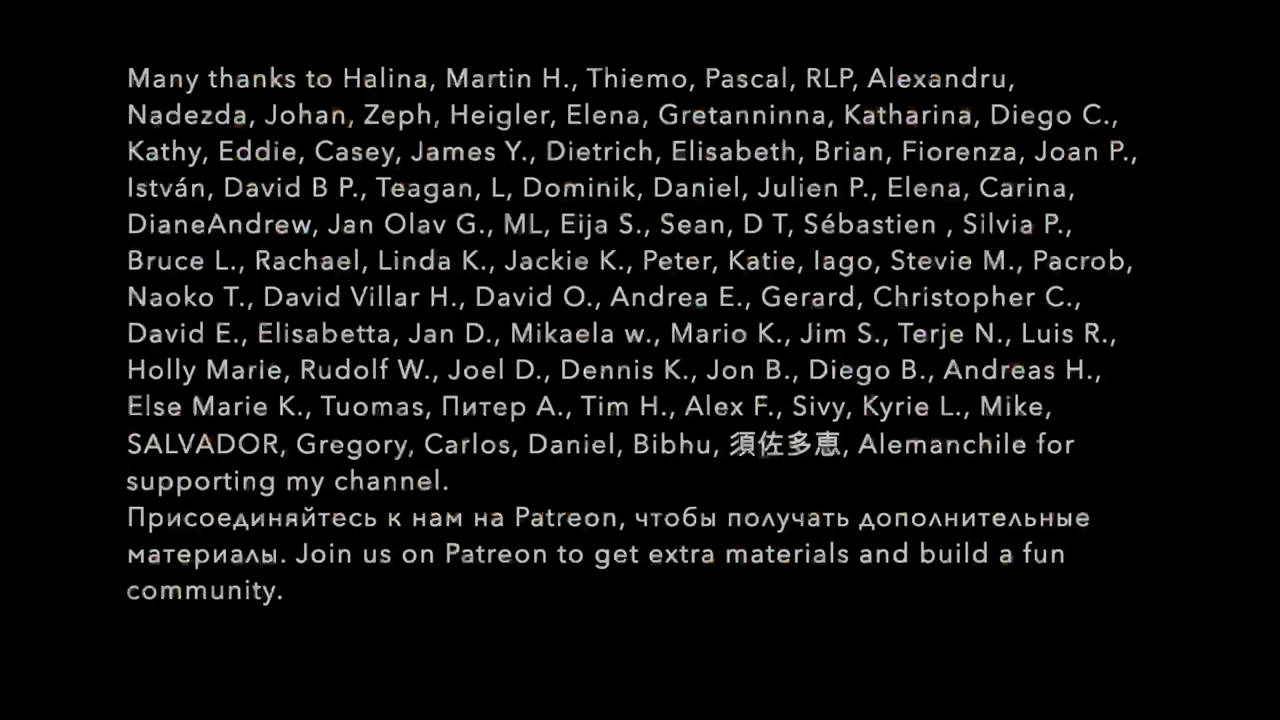 Many thanks to Halina, Martin H., Thiemo, Pascal, RLP, Alexandru,
Nadezda, Johan, Zeph, Heigler, Elena, Gretanninna, Katharina, Diego C.,
Kathy, Eddie, Casey, James Y., Dietrich, Elisabeth, Brian, Fiorenza, Joan P.,
István, David B P., Teagan, L, Dominik, Daniel, Julien P., Elena, Carina,
DianeAndrew, Jan Olav G., ML, Eija S., Sean, D T, Sébastien , Silvia P.,
Bruce L., Rachael, Linda K., Jackie K., Peter, Katie, Iago, Stevie M., Pacrob,
Naoko T., David Villar H., David O., Andrea E., Gerard, Christopher C.,
David E., Elisabetta, Jan D., Mikaela w., Mario K., Jim S., Terje N., Luis R.,
Holly Marie, Rudolf W., Joel D., Dennis K., Jon B., Diego B., Andreas H.,
Else Marie K., Tuomas, Питер А., Tim H., Alex F., Sivy, Kyrie L., Mike,
SALVADOR, Gregory, Carlos, Daniel, Bibhu, 須佐多恵, Alemanchile for
supporting my channel.
Присоединяйтесь к нам на Patreon, чтобы получать дополнительные
материалы. Join us on Patreon to get extra materials and build a fun
community.